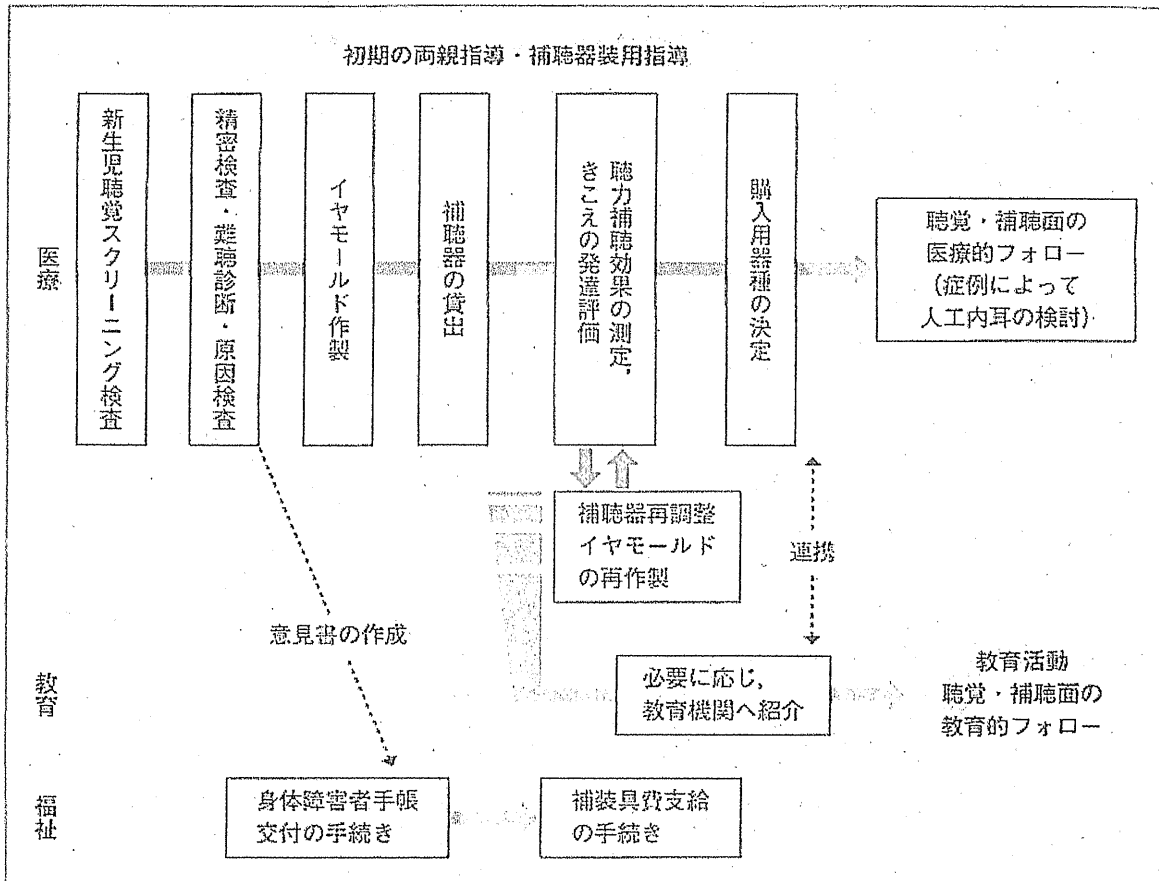 初期の両親指導・補聴器装用指導
医療
新生児聴覚スクリーニング検査
精密検査・難聴診断・原因検査
イヤモールド作製
補聴器の貸出
聴力補聴効果の測定,
きこえの発達評価
購入用器種の決定
聴覚・補聴面の
医療的フォロー
(症例によって
人工内耳の検討)
補聴器再調整
イヤモールド
の再作製
連携
意見書の作成
教育
必要に応じ,
教育機関へ紹介
教育活動
聴覚・補聴面の
教育的フォロー
福祉
身体障害者手帳
交付の手続き
補装具費支給
の手続き